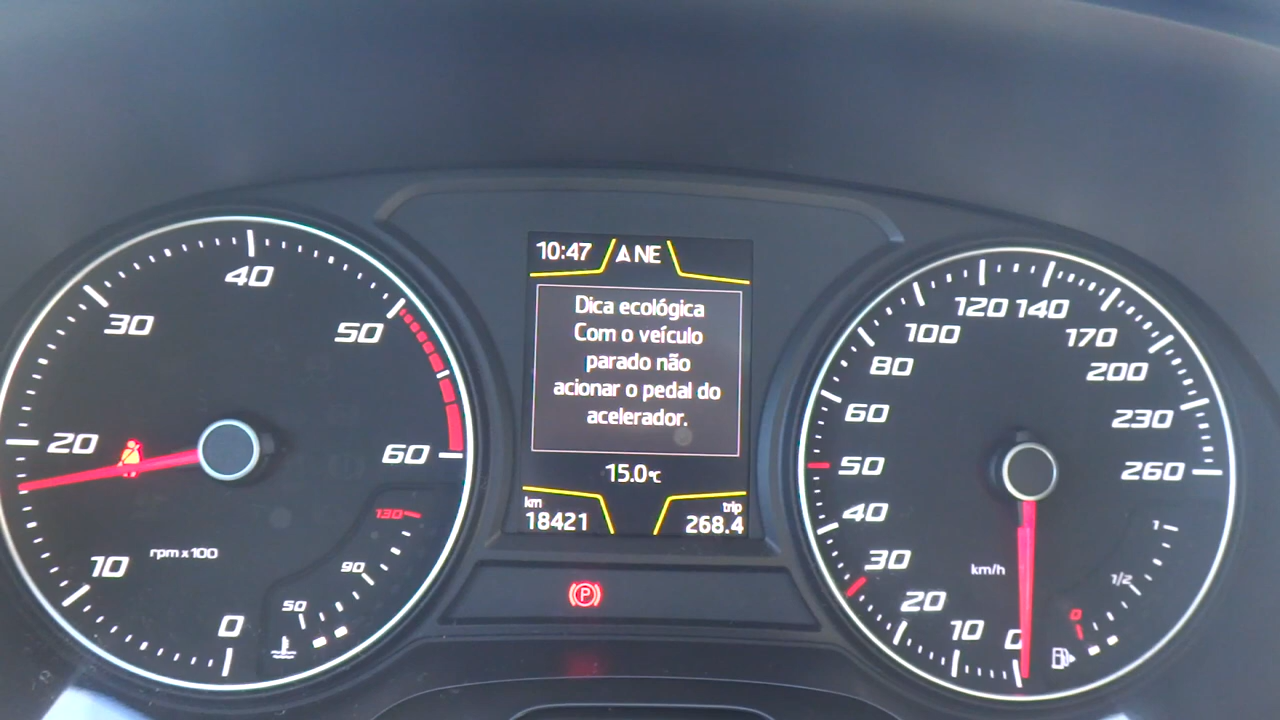 10:47 A NE
Dica ecológica
Com o veículo
parado não
acionar o pedal do
acelerador.
15.0°C
km
18421
trip
268.4
0
10
20
30
40
50
60
rpm x 100
50
90
130
P
0
10
20
30
40
50
60
80
100
120
140
170
200
230
260
km/h
0
1/2
1